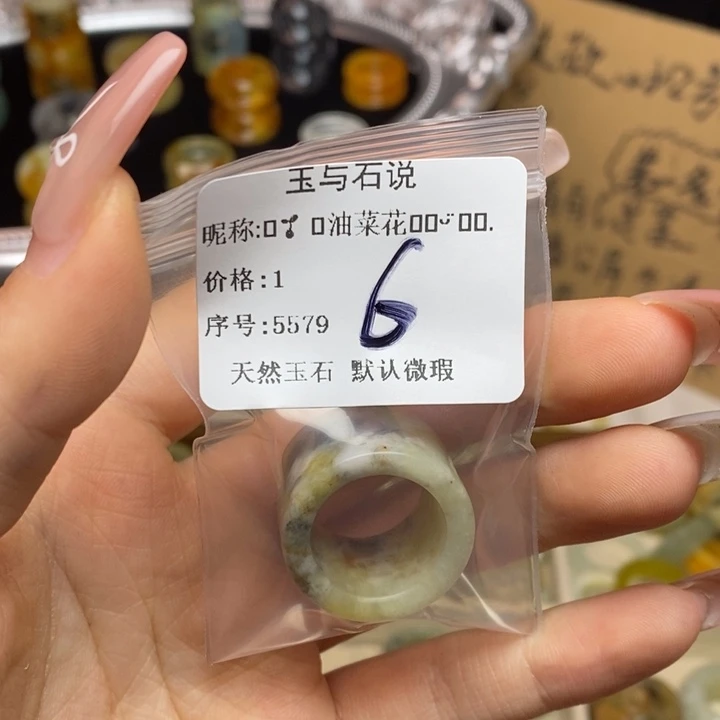 玉与石说
昵称:□ □油菜花□□□□.
价格:1
序号:5579
6
天然玉石 默认微瑕